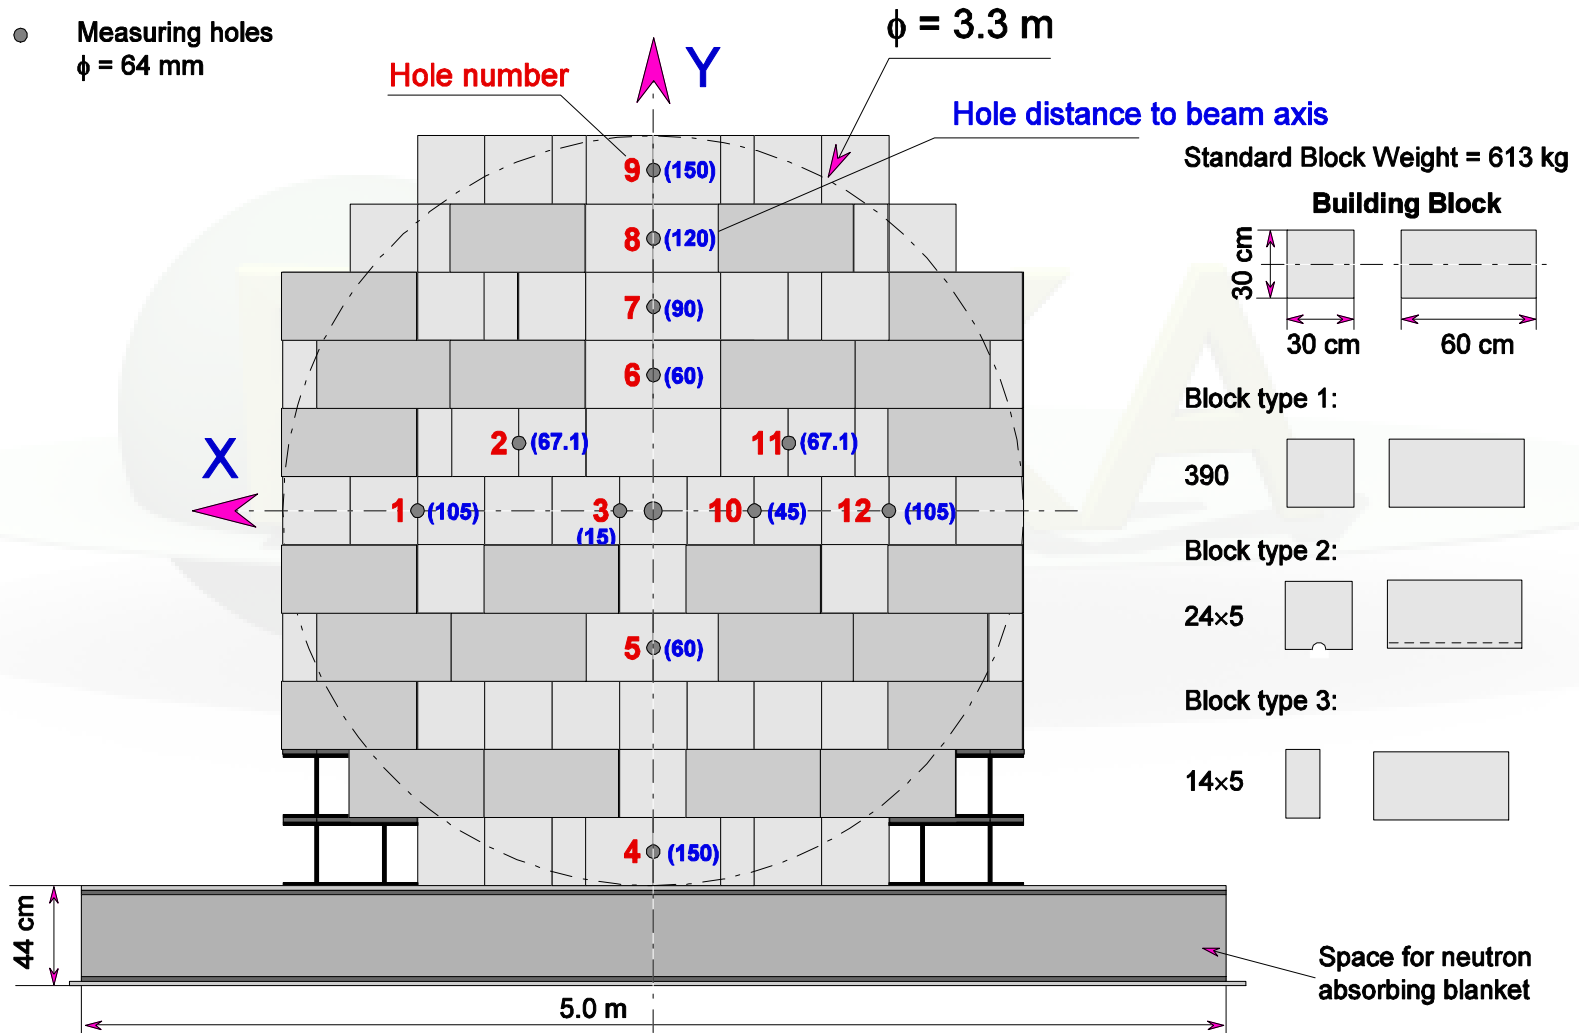 Measuring holes
ϕ = 64 mm
Hole number
Y
ϕ = 3.3 m
Hole distance to beam axis
Standard Block Weight = 613 kg
Building Block
30 cm
30 cm
60 cm
9 (150)
8 (120)
7 (90)
6 (60)
2 (67.1)
11 (67.1)
X
1 (105)
3
(15)
10 (45)
12 (105)
5 (60)
4 (150)
Block type 1:
390
Block type 2:
24×5
Block type 3:
14×5
44 cm
5.0 m
Space for neutron
absorbing blanket